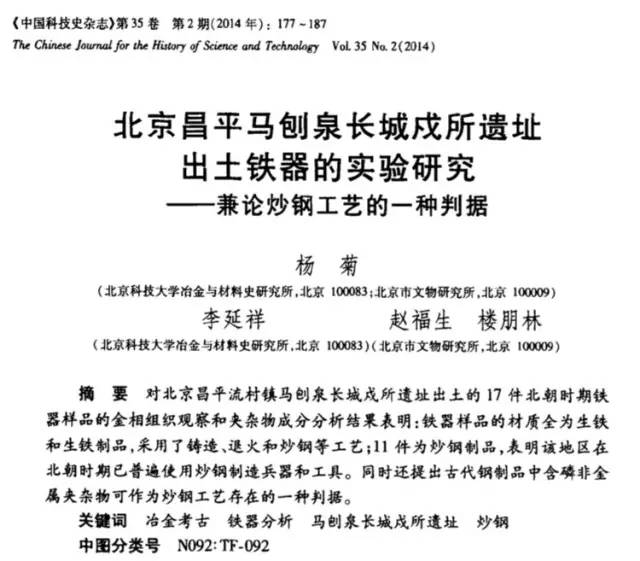 《中国科技史杂志》第 35 卷 第 2 期(2014 年): 177~187
The Chinese Journal for the History of Science and Technology Vol. 35 No. 2 (2014)
北京昌平马刨泉长城戍所遗址
出土铁器的实验研究
——兼论炒钢工艺的一种判据
杨 菊
(北京科技大学冶金与材料史研究所,北京 100083;北京市文物研究所,北京 100009)
李延祥 赵福生 楼朋林
(北京科技大学冶金与材料史研究所,北京 100083)(北京市文物研究所,北京 100009)
摘 要 对北京昌平流村镇马刨泉长城戍所遗址出土的 17 件北朝时期铁
器样品的金相组织观察和夹杂物成分分析结果表明:铁器样品的材质全为生铁
和生铁制品,采用了铸造、退火和炒钢等工艺;11 件为炒钢制品,表明该地区在
北朝时期已普遍使用炒钢制造兵器和工具。同时还提出古代钢制品中含磷非金
属夹杂物可作为炒钢工艺存在的一种判据。
关键词 冶金考古 铁器分析 马刨泉长城戍所遗址 炒钢
中图分类号 N092:TF-092